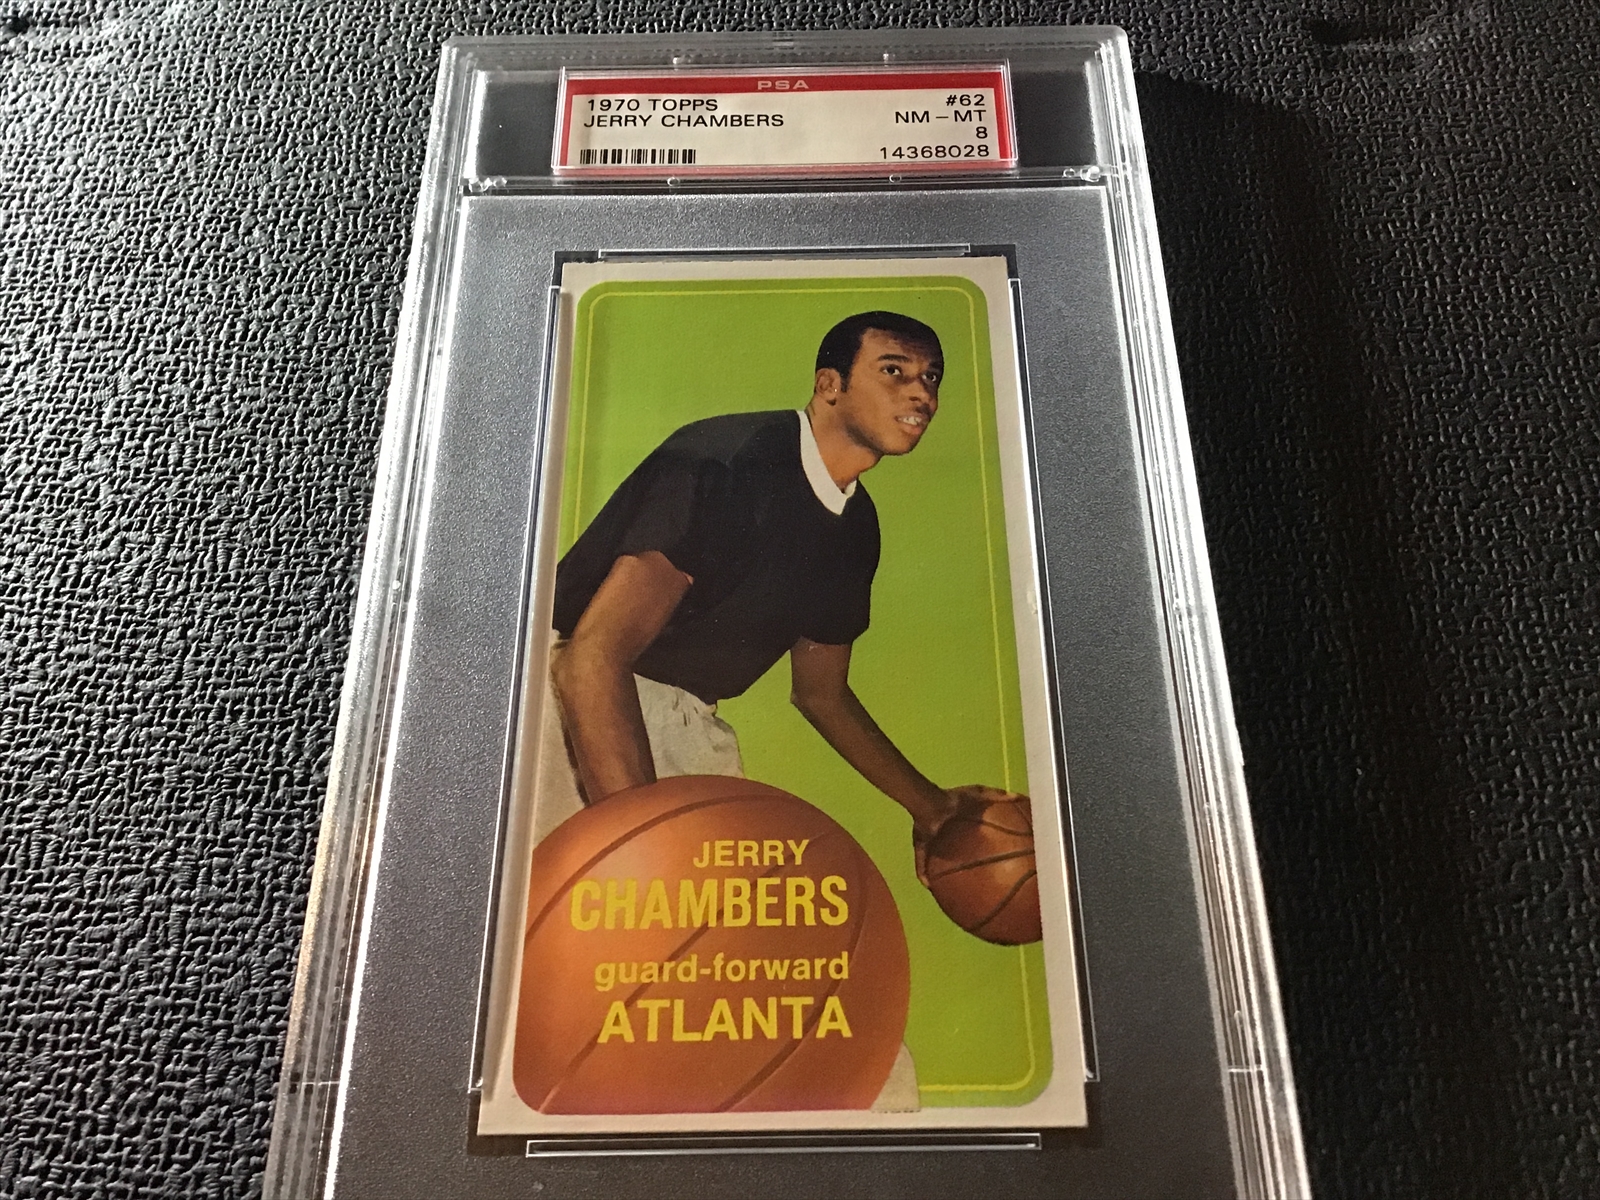 PSA
1970 TOPPS #62
JERRY CHAMBERS NM - MT
8
14368028
JERRY
CHAMBERS
guard-forward
ATLANTA